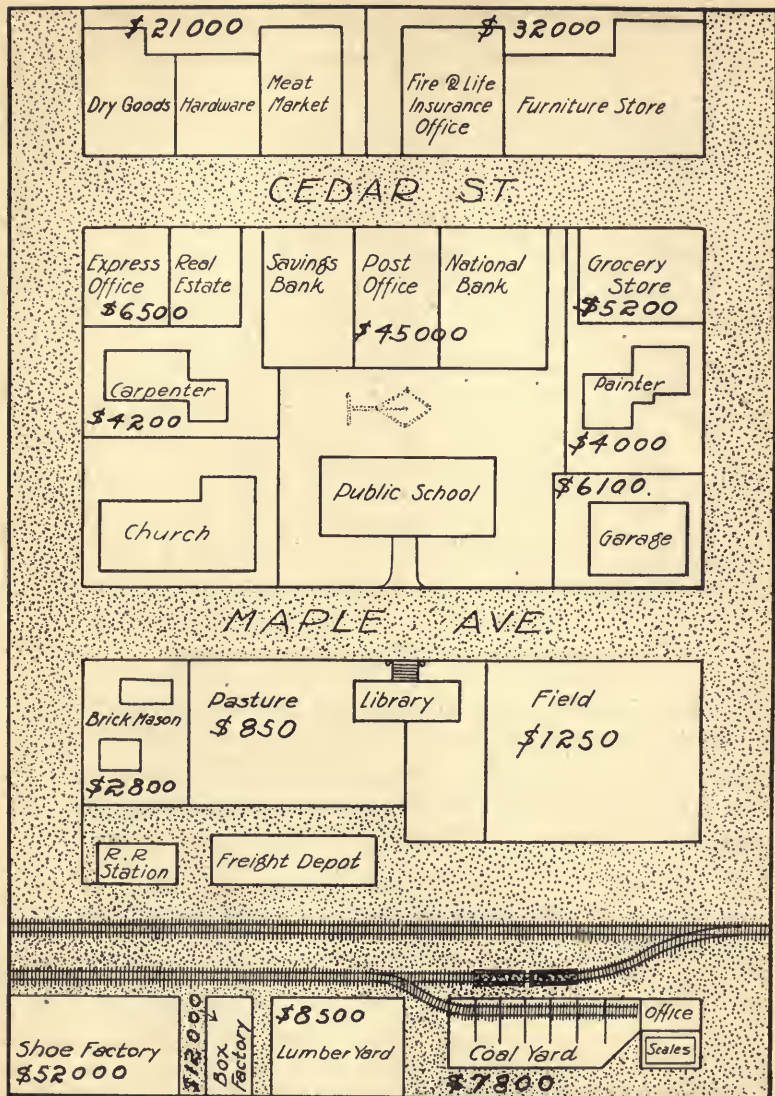 $21000
$32000
Dry Goods
Hardware
Meat
Market
Fire & Life
Insurance
Office
Furniture Store
CEDAR ST.
Express
Office
Real
Estate
$6500
Savings
Bank
Post
Office
National
Bank
$45000
Grocery
Store
$5200
Carpenter
$4200
Painter
$4000
Church
Public School
$6100.
Garage
MAPLE AVE.
Brick Mason
$2800
Pasture
$850
Library
Field
$1250
R.R
Station
Freight Depot
Shoe Factory
$52000
$12000
Box
Factory
$8500
Lumber Yard
Coal Yard
$7800
Office
Scales